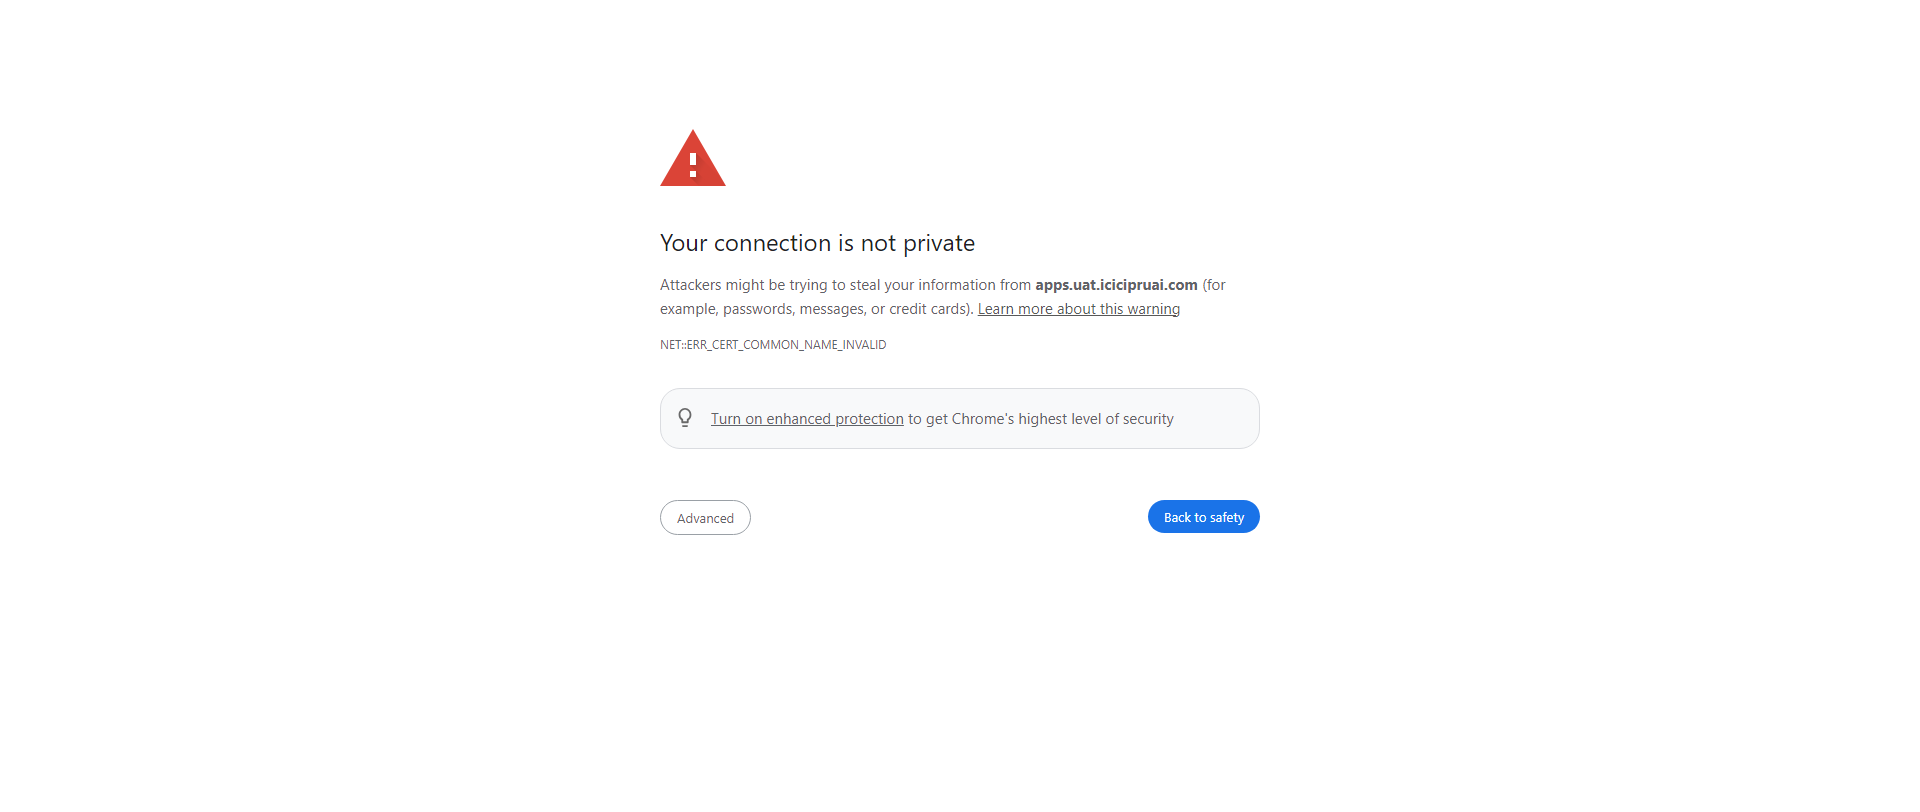 Your connection is not private
Attackers might be trying to steal your information from apps.uat.icicipruai.com (for
example, passwords, messages, or credit cards). Learn more about this warning
NET::ERR_CERT_COMMON_NAME_INVALID
Turn on enhanced protection to get Chrome's highest level of security
Advanced
Back to safety